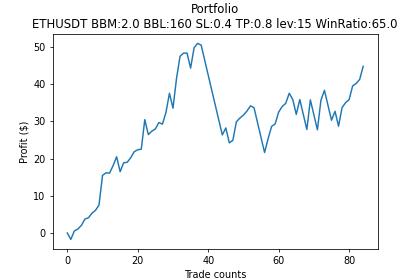 Portfolio
ETHUSDT BBM:2.0 BBL:160 SL:0.4 TP:0.8 lev:15 WinRatio:65.0
Profit ($)
50
40
30
20
10
0
0 20 40 60 80
Trade counts